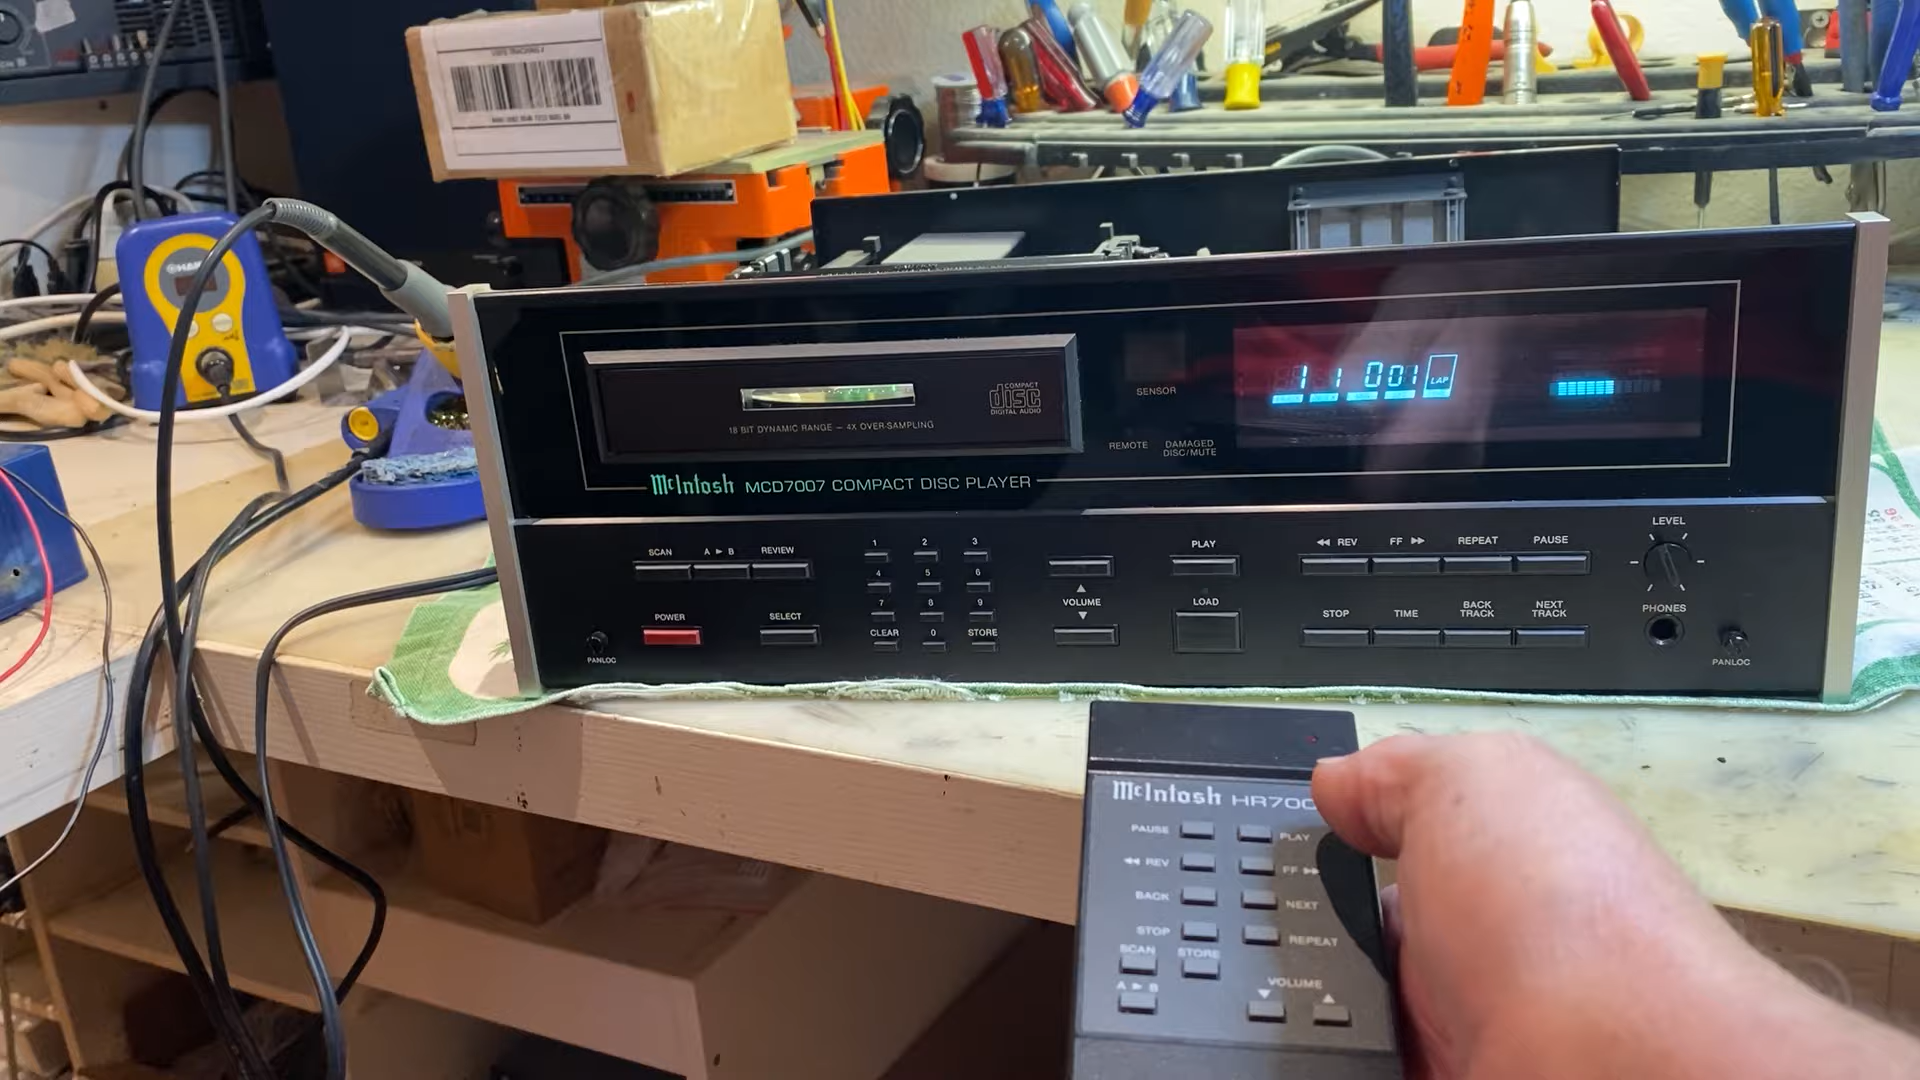 COMPACT
disc
DIGITAL AUDIO
18 BIT DYNAMIC RANGE — 4X OVER-SAMPLING
McIntosh MCD7007 COMPACT DISC PLAYER
SENSOR
REMOTE
DAMAGED
DISC/MUTE
1 1 001 LAP
SCAN A ► B REVIEW
1 2 3
4 5 6
7 8 9
CLEAR 0 STORE
POWER
SELECT
PANLOC
▲
VOLUME
▼
PLAY
LOAD
◄◄ REV FF ►► REPEAT PAUSE
STOP TIME BACK TRACK NEXT TRACK
LEVEL
PHONES
PANLOC
McIntosh HR700
PAUSE PLAY
◄◄ REV FF ►►
BACK NEXT
STOP REPEAT
SCAN STORE
A ► B
VOLUME
▼ ▲